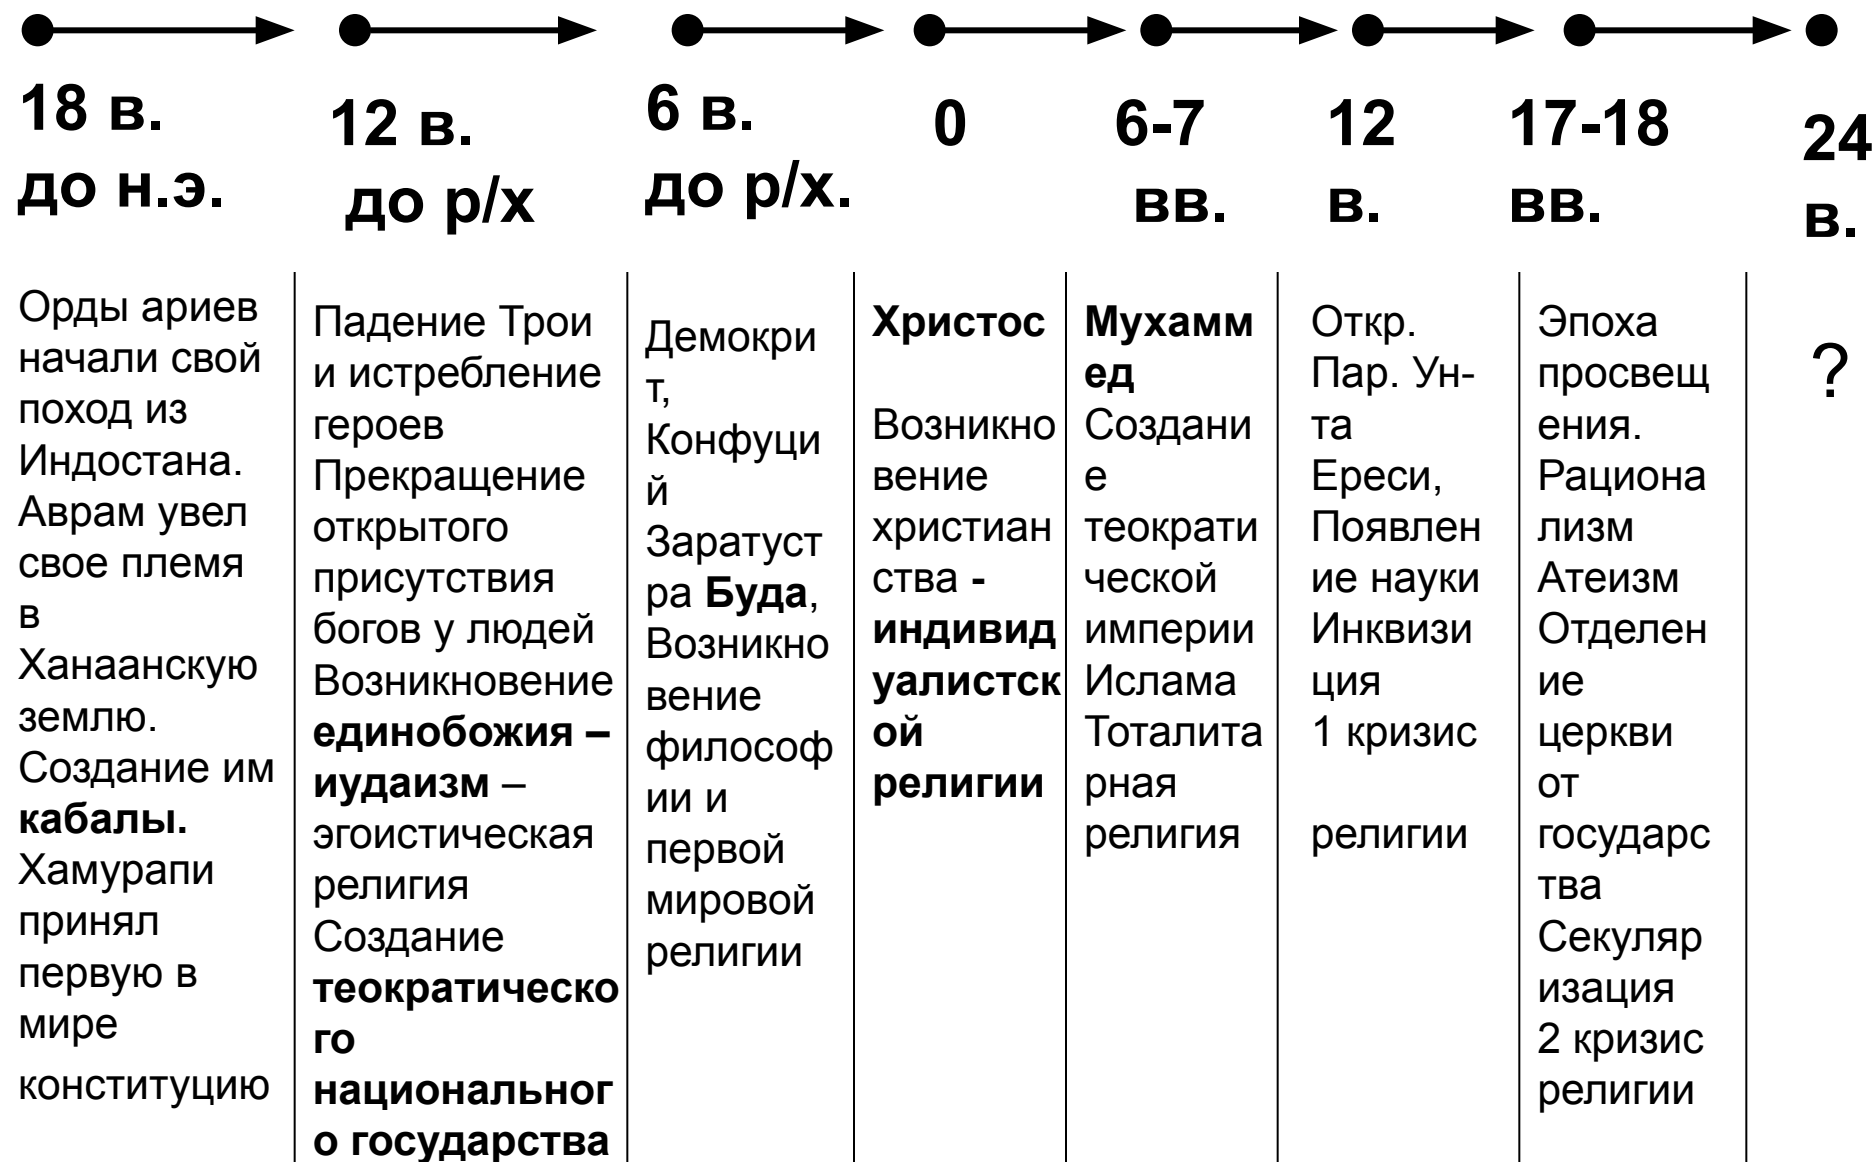 18 в.
до н.э.
12 в.
до р/х
6 в.
до р/х.
0
6-7
вв.
12
в.
17-18
вв.
24
в.
Орды ариев
начали свой
поход из
Индостана.
Аврам увел
свое племя
в
Ханаанскую
землю.
Создание им
кабалы.
Хамурапи
принял
первую в
мире
конституцию
Падение Трои
и истребление
героев
Прекращение
открытого
присутствия
богов у людей
Возникновение
единобожия –
иудаизм –
эгоистическая
религия
Создание
теократическо
го
национальног
о государства
Демокри
т,
Конфуци
й
Заратуст
ра Буда,
Возникно
вение
философ
ии и
первой
мировой
религии
Христос
Возникно
вение
христиан
ства -
индивид
уалистск
ой
религии
Мухамм
ед
Создани
е
теократи
ческой
империи
Ислама
Тоталита
рная
религия
Откр.
Пар. Ун-
та
Ереси,
Появлен
ие науки
Инквизи
ция
1 кризис
религии
Эпоха
просвещ
ения.
Рациона
лизм
Атеизм
Отделен
ие
церкви
от
государс
тва
Секуляр
изация
2 кризис
религии
?